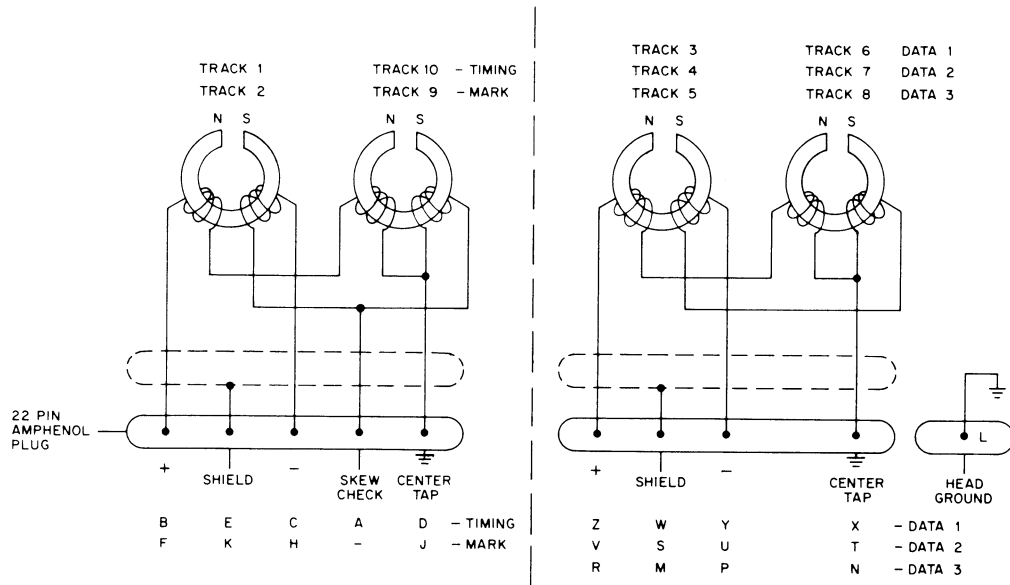 TRACK 1
TRACK 2
TRACK 10 - TIMING
TRACK 9 - MARK
N S
N S
22 PIN
AMPHENOL
PLUG
+
SHIELD
-
SKEW
CHECK
CENTER
TAP
B E C A D - TIMING
F K H - J - MARK
TRACK 3
TRACK 4
TRACK 5
TRACK 6 DATA 1
TRACK 7 DATA 2
TRACK 8 DATA 3
N S
N S
L
+
SHIELD
-
CENTER
TAP
HEAD
GROUND
Z W Y X - DATA 1
V S U T - DATA 2
R M P N - DATA 3